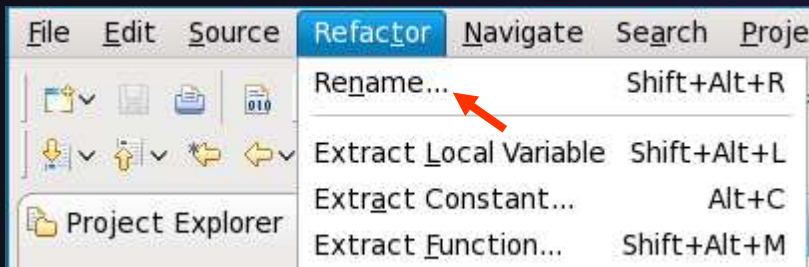 File Edit Source Refactor Navigate Search Proje
Rename... Shift+Alt+R
010
Extract Local Variable Shift+Alt+L
Extract Constant... Alt+C
Project Explorer
Extract Function... Shift+Alt+M